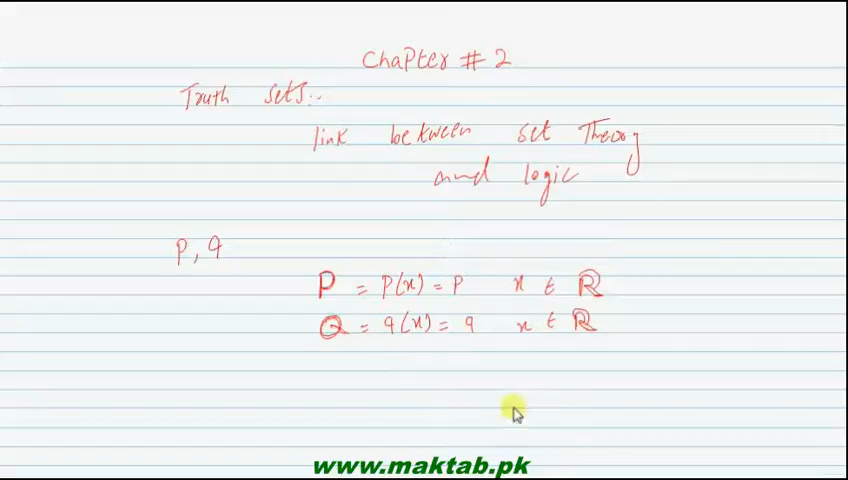 Chapter # 2
Truth sets:-
link between set Theory
and logic
P, q
P = P(x) = P x ∈ ℝ
Q = q(x) = q x ∈ ℝ
www.maktab.pk